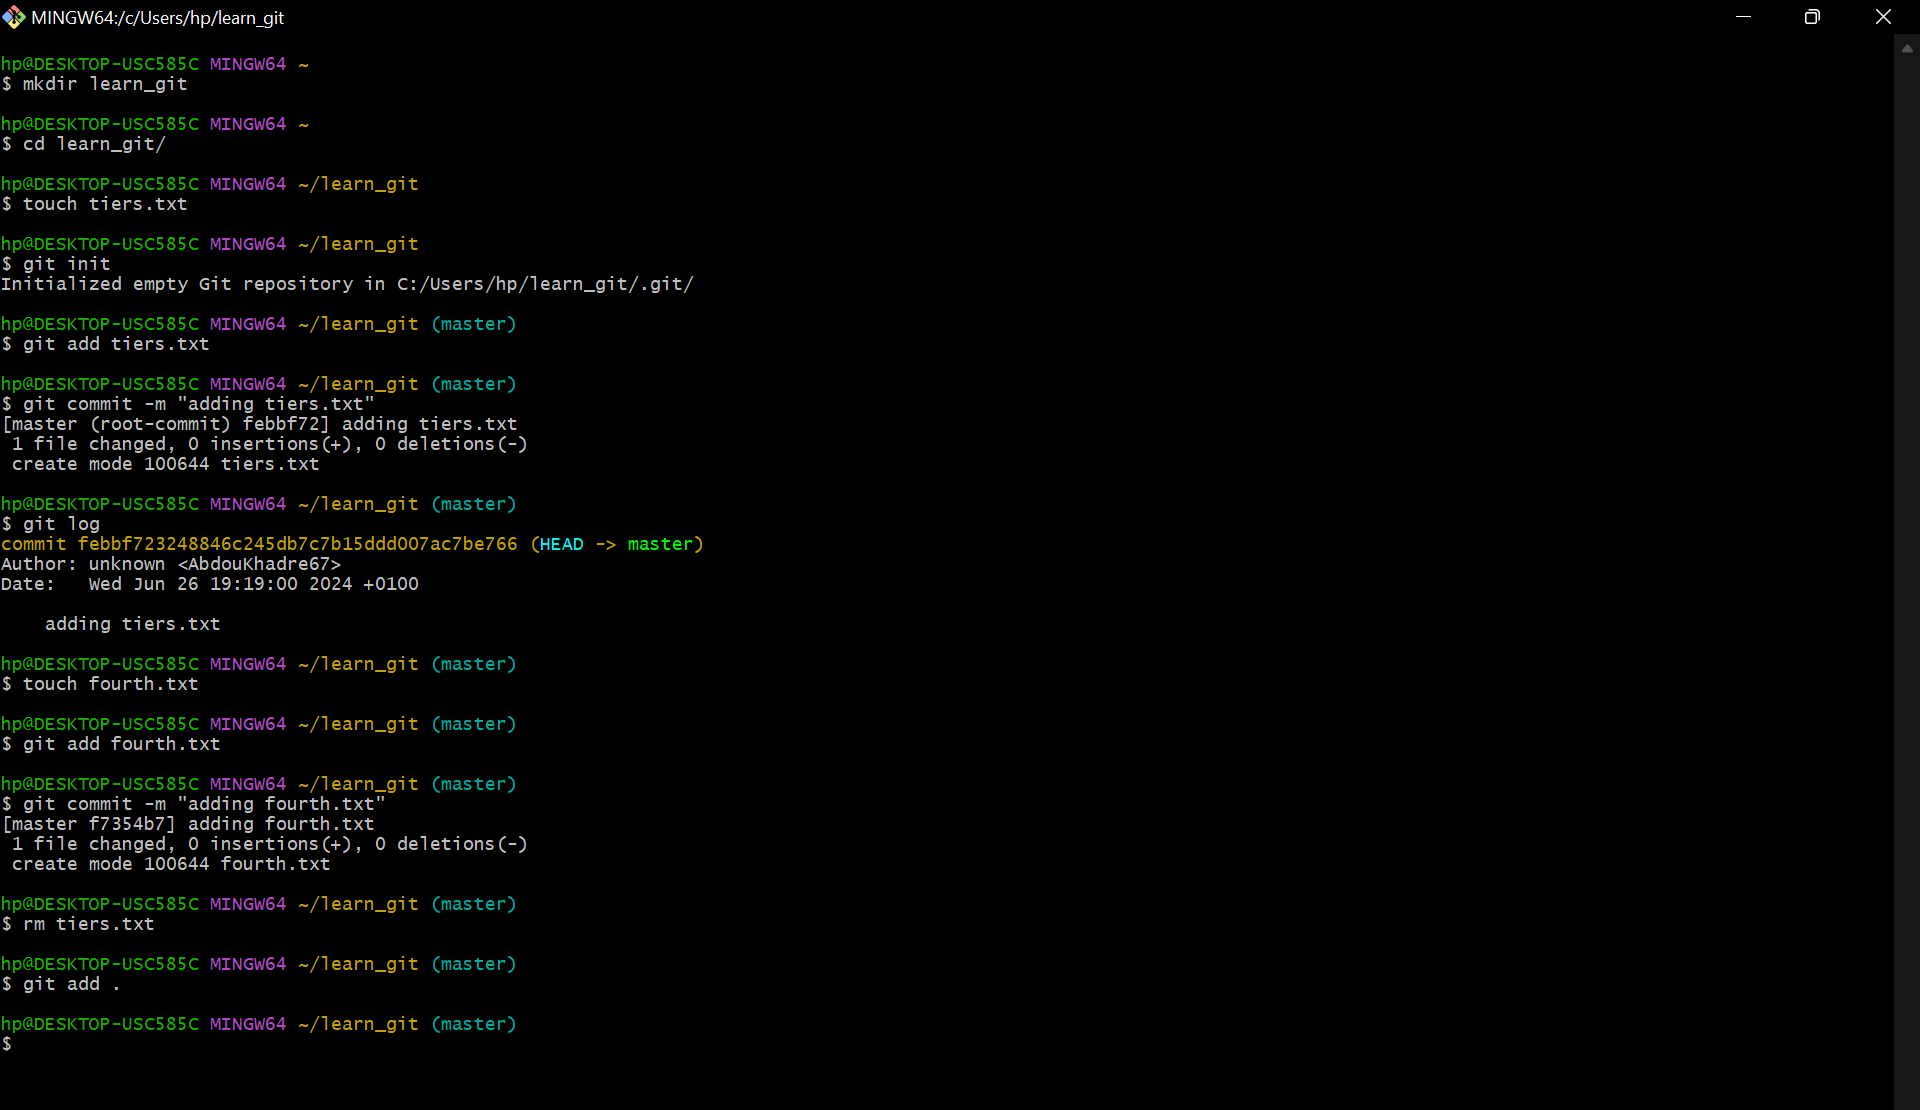 MINGW64:/c/Users/hp/learn_git
hp@DESKTOP-USC585C MINGW64 ~
$ mkdir learn_git
hp@DESKTOP-USC585C MINGW64 ~
$ cd learn_git/
hp@DESKTOP-USC585C MINGW64 ~/learn_git
$ touch tiers.txt
hp@DESKTOP-USC585C MINGW64 ~/learn_git
$ git init
Initialized empty Git repository in C:/Users/hp/learn_git/.git/
hp@DESKTOP-USC585C MINGW64 ~/learn_git (master)
$ git add tiers.txt
hp@DESKTOP-USC585C MINGW64 ~/learn_git (master)
$ git commit -m "adding tiers.txt"
[master (root-commit) febbf72] adding tiers.txt
 1 file changed, 0 insertions(+), 0 deletions(-)
 create mode 100644 tiers.txt
hp@DESKTOP-USC585C MINGW64 ~/learn_git (master)
$ git log
commit febbf723248846c245db7c7b15ddd007ac7be766 (HEAD -> master)
Author: unknown <AbdouKhadre67>
Date:   Wed Jun 26 19:19:00 2024 +0100
    adding tiers.txt
hp@DESKTOP-USC585C MINGW64 ~/learn_git (master)
$ touch fourth.txt
hp@DESKTOP-USC585C MINGW64 ~/learn_git (master)
$ git add fourth.txt
hp@DESKTOP-USC585C MINGW64 ~/learn_git (master)
$ git commit -m "adding fourth.txt"
[master f7354b7] adding fourth.txt
 1 file changed, 0 insertions(+), 0 deletions(-)
 create mode 100644 fourth.txt
hp@DESKTOP-USC585C MINGW64 ~/learn_git (master)
$ rm tiers.txt
hp@DESKTOP-USC585C MINGW64 ~/learn_git (master)
$ git add .
hp@DESKTOP-USC585C MINGW64 ~/learn_git (master)
$